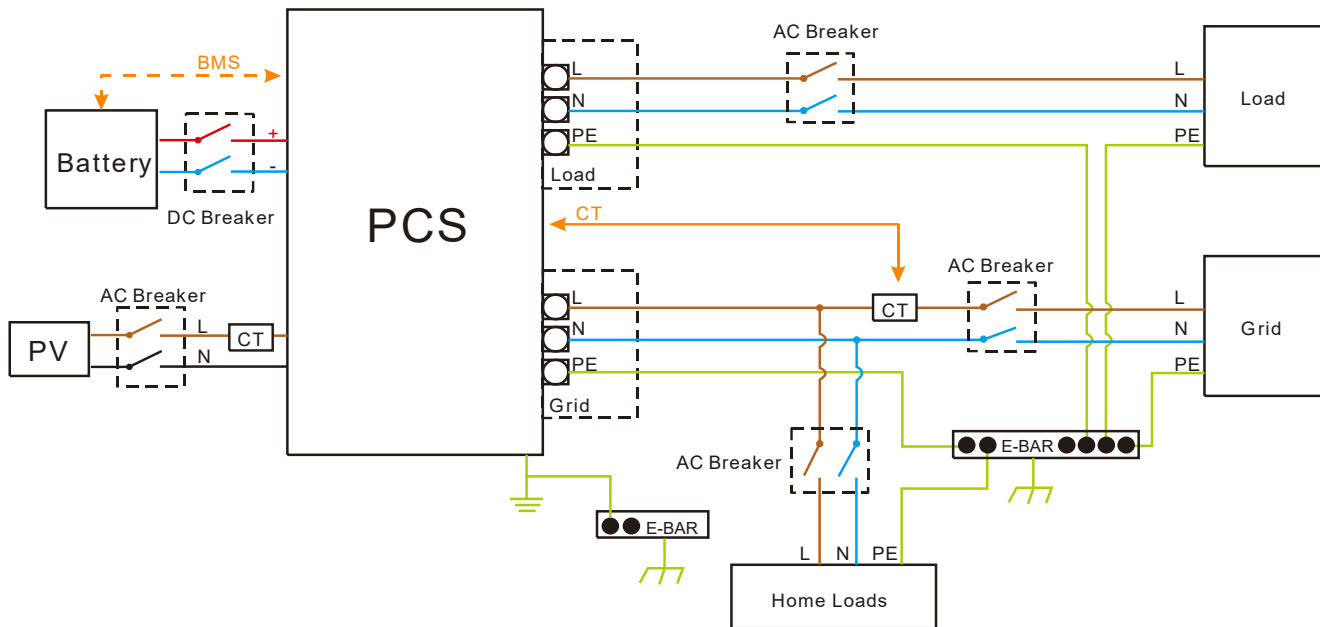 BMS
Battery
+
-
DC Breaker
PCS
AC Breaker
PV
L
N
CT
L
N
PE
Load
AC Breaker
L
N
PE
Load
CT
L
N
PE
Grid
CT
AC Breaker
L
N
PE
Grid
AC Breaker
E-BAR
E-BAR
L
N
PE
Home Loads